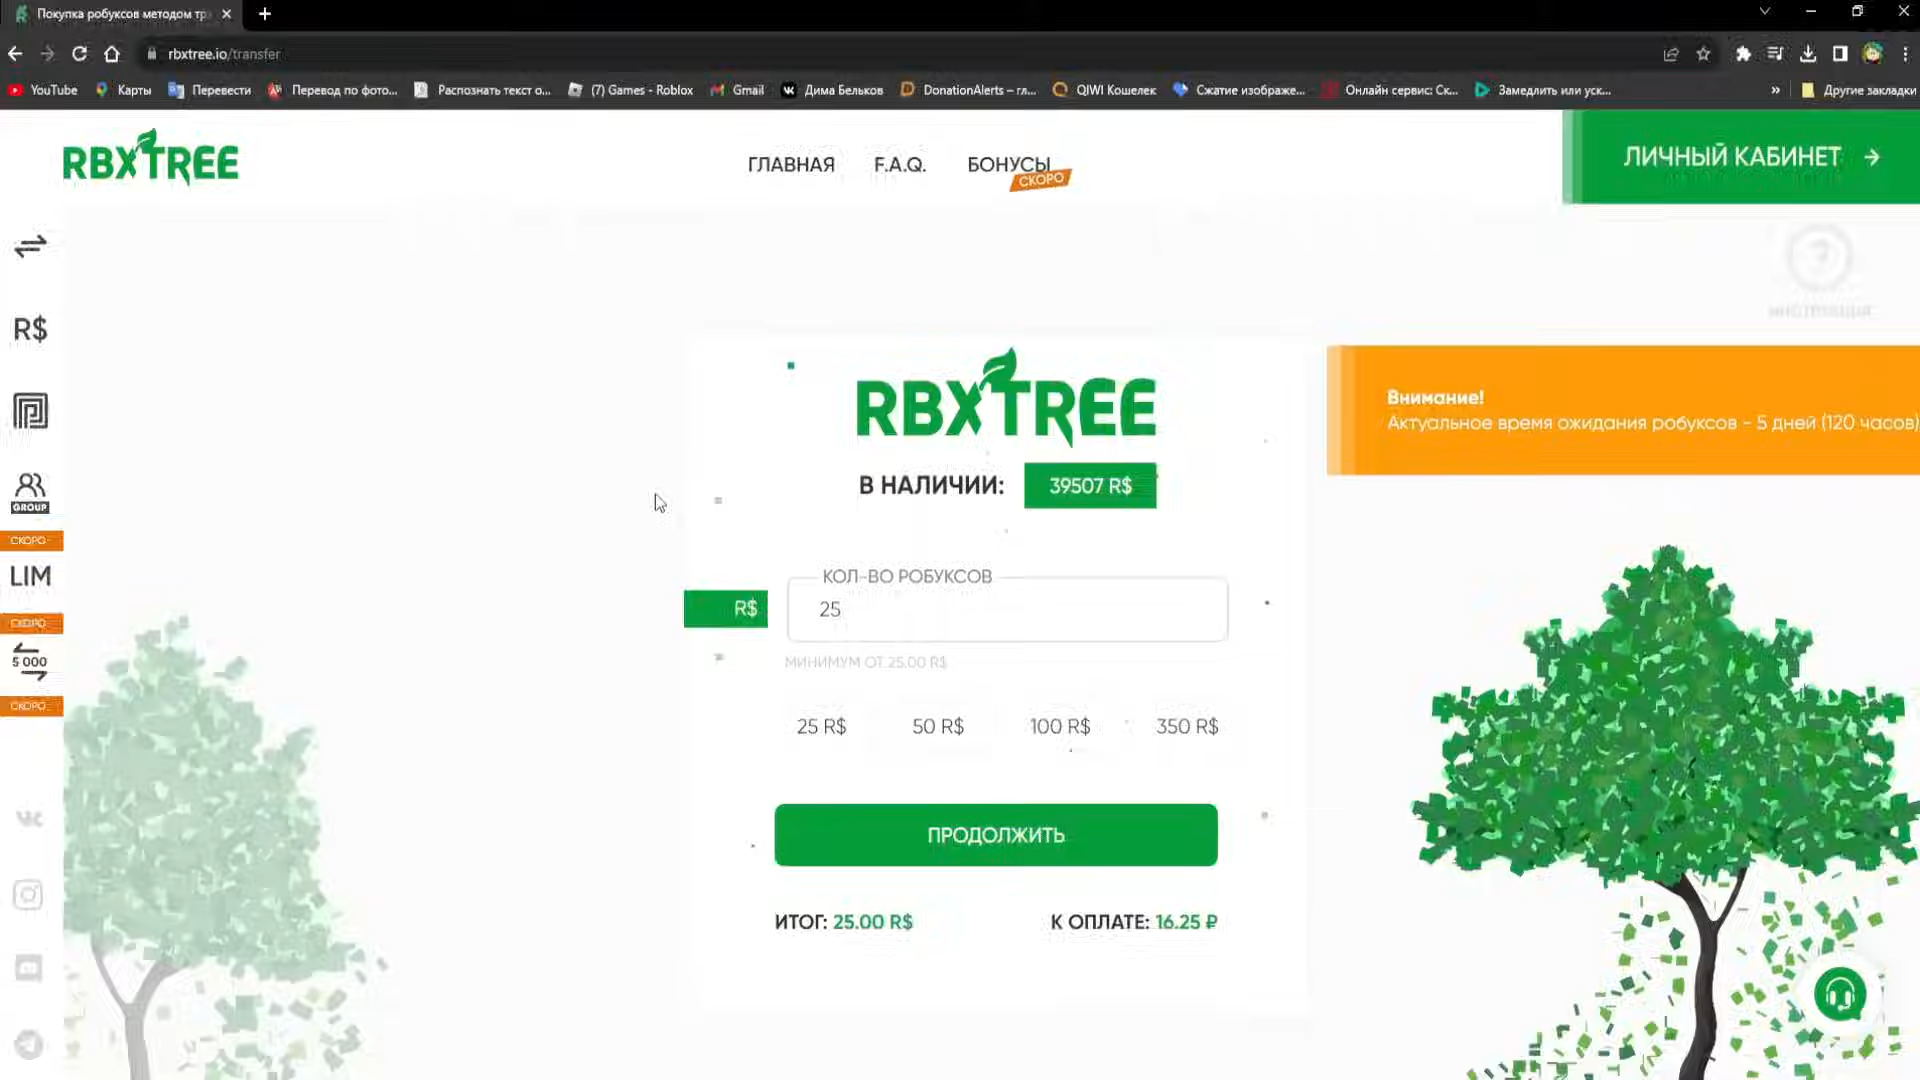 Покупка робуксов методом тр
rbxtree.io/transfer
YouTube
Карты
Перевести
Перевод по фото...
Распознать текст о...
(7) Games - Roblox
Gmail
Дима Бельков
DonationAlerts – гл...
QIWI Кошелек
Сжатие изображе...
Онлайн сервис: Ск...
Замедлить или уск...
»
Другие закладки
RBXTREE
ГЛАВНАЯ
F.A.Q.
БОНУСЫ
СКОРО
ЛИЧНЫЙ КАБИНЕТ →
ИНСТРУКЦИЯ
R$
GROUP
СКОРО
LIM
СКОРО
5 000
СКОРО
RBXTREE
В НАЛИЧИИ: 39507 R$
Внимание!
Актуальное время ожидания робуксов - 5 дней (120 часов)
КОЛ-ВО РОБУКСОВ
R$
25
МИНИМУМ ОТ 25.00 R$
25 R$
50 R$
100 R$
350 R$
ПРОДОЛЖИТЬ
ИТОГ: 25.00 R$
К ОПЛАТЕ: 16.25 ₽